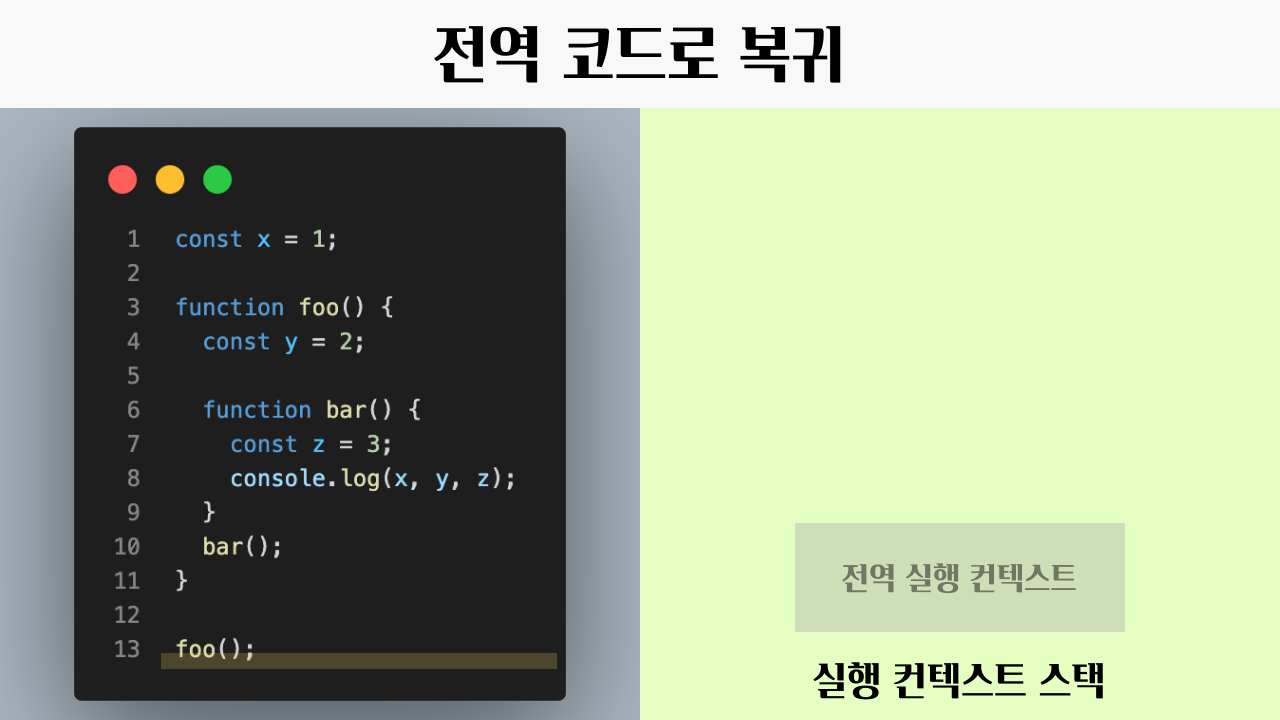 전역 코드로 복귀
1 const x = 1;
2
3 function foo() {
4   const y = 2;
5
6   function bar() {
7     const z = 3;
8     console.log(x, y, z);
9   }
10   bar();
11 }
12
13 foo();
전역 실행 컨텍스트
실행 컨텍스트 스택